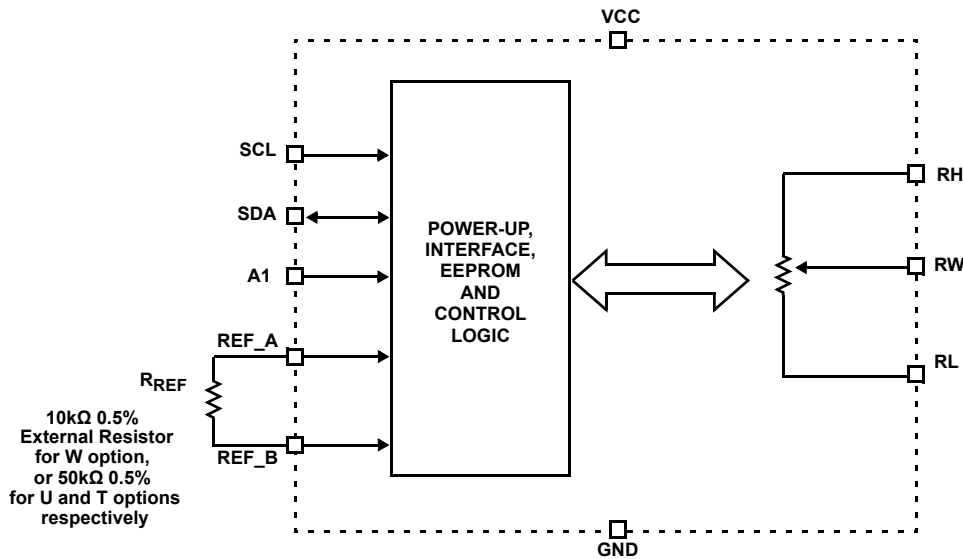 VCC
SCL
SDA
A1
REF_A
R_REF
REF_B
10kΩ 0.5%
External Resistor
for W option,
or 50kΩ 0.5%
for U and T options
respectively
POWER-UP,
INTERFACE,
EEPROM
AND
CONTROL
LOGIC
RH
RW
RL
GND